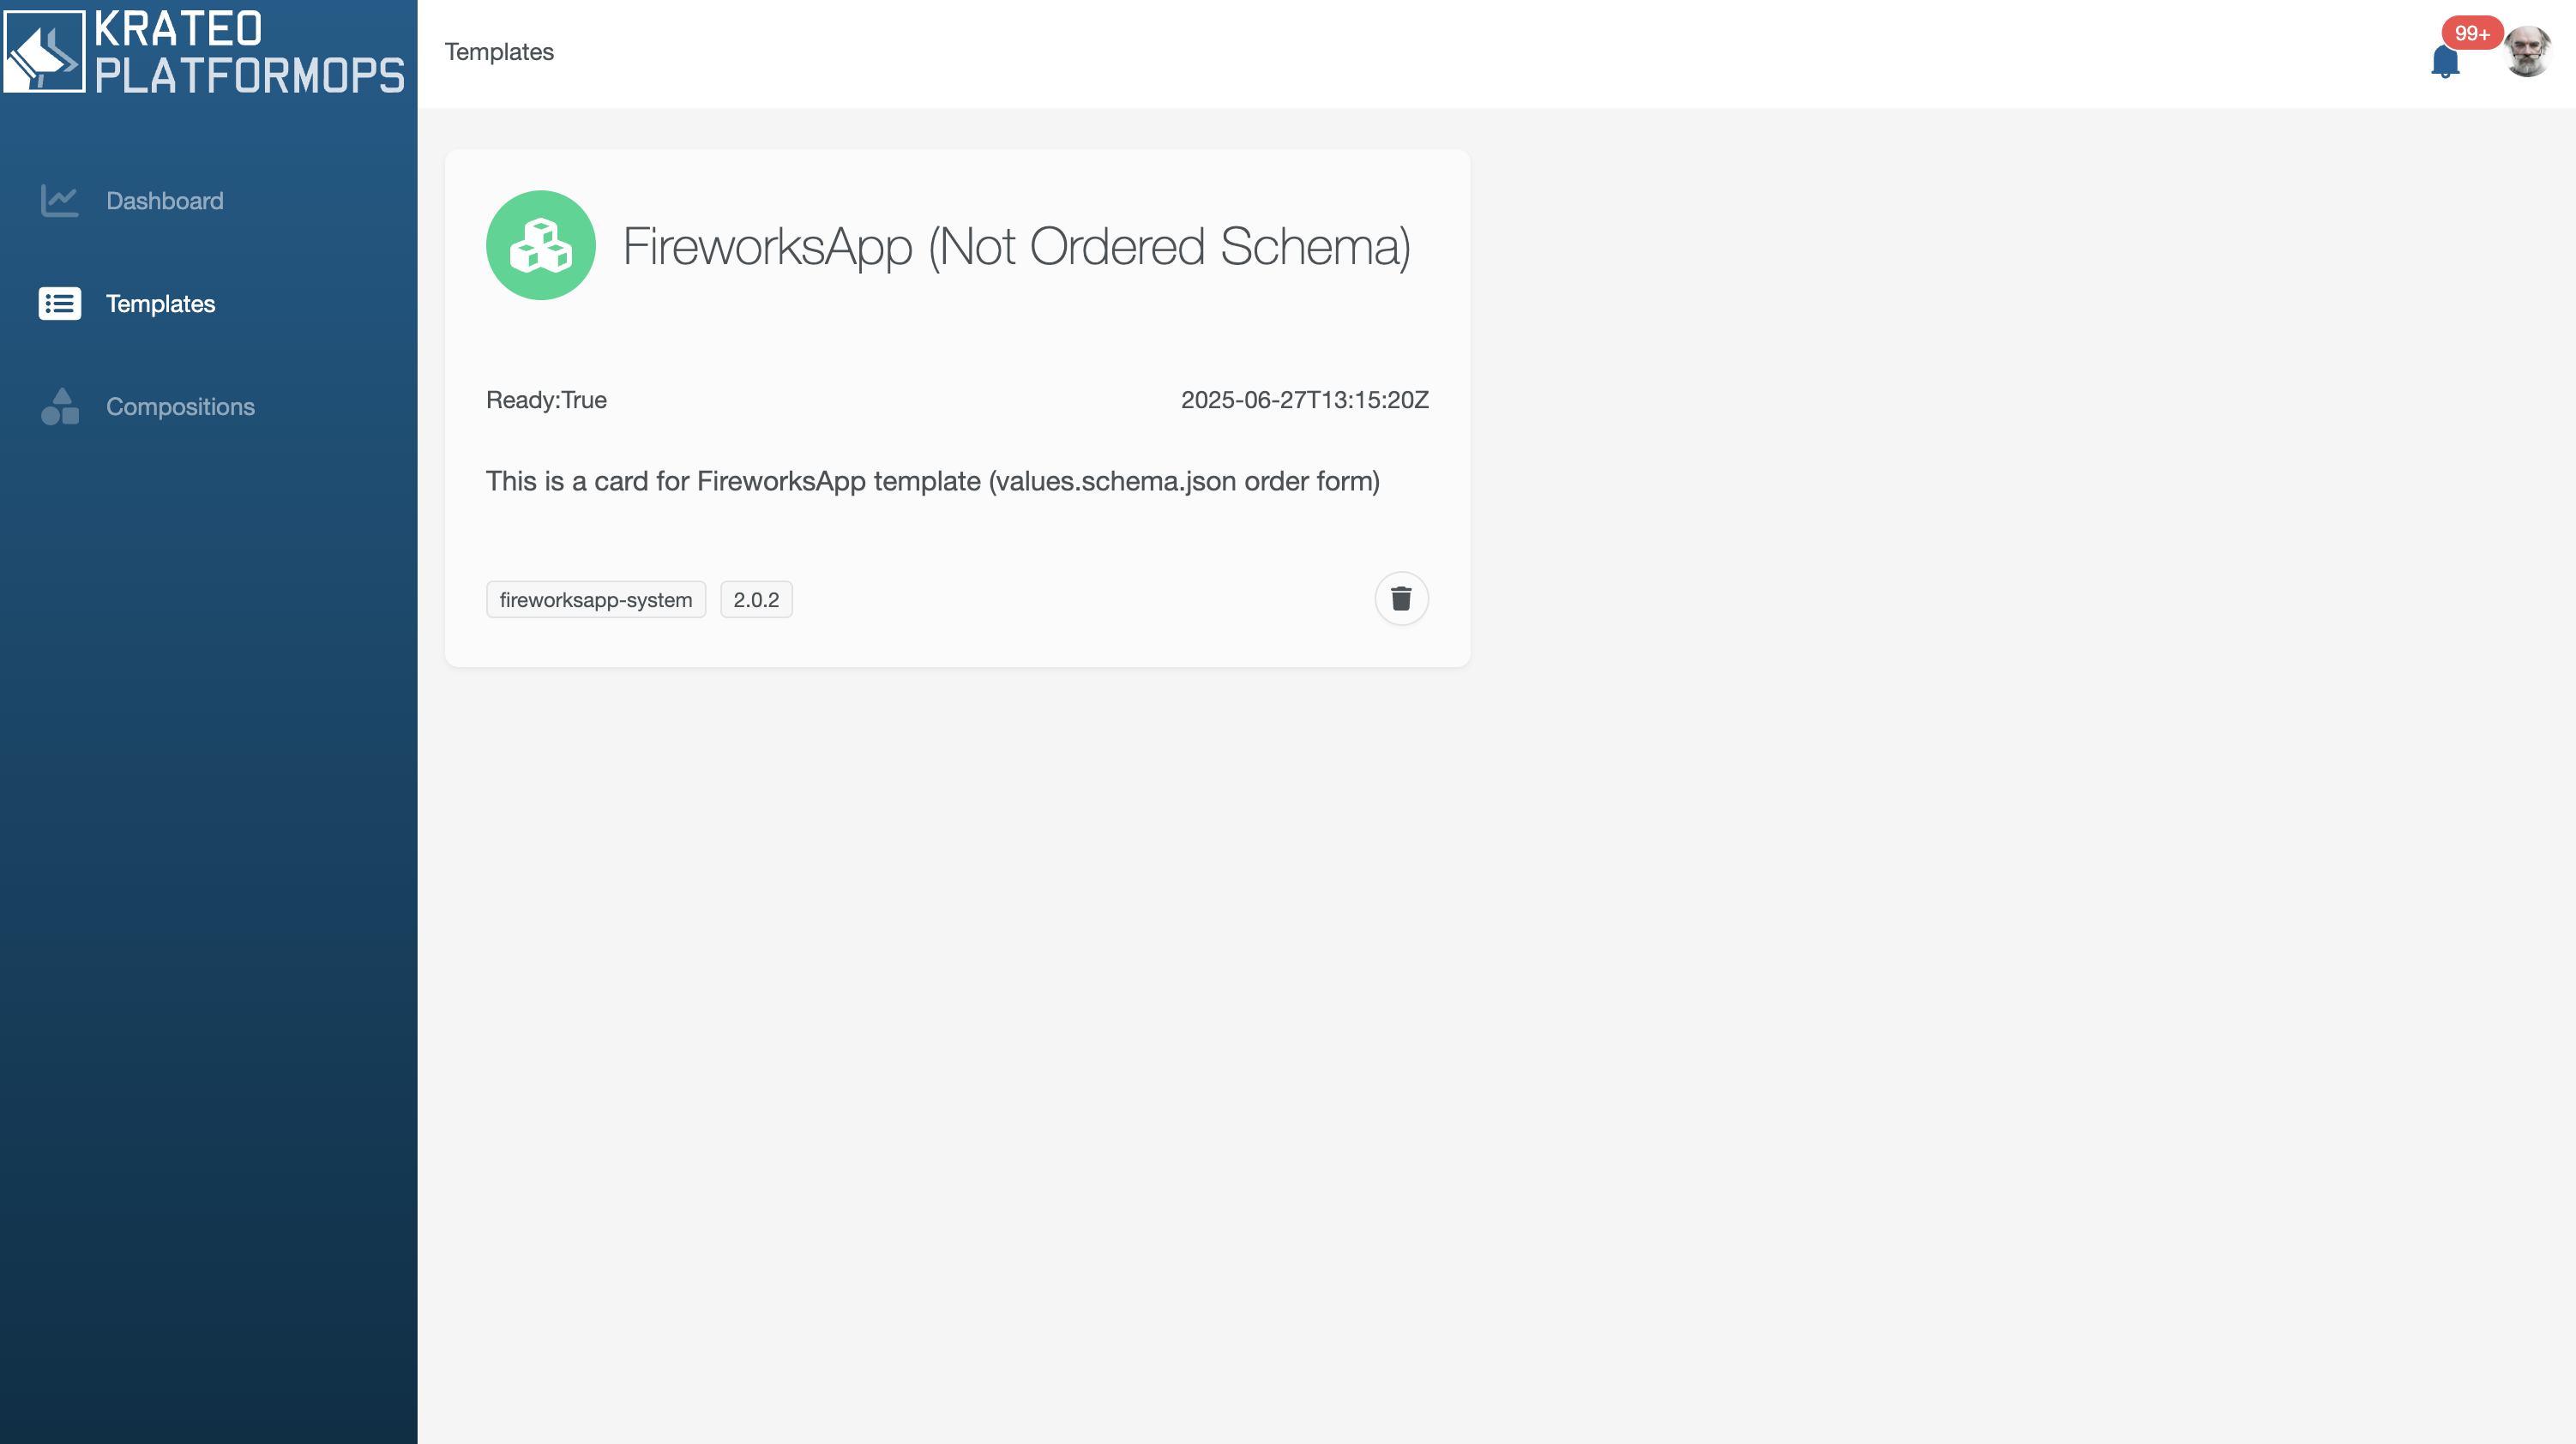 KRATEO
PLATFORMOPS
Templates
99+
Dashboard
Templates
Compositions
FireworksApp (Not Ordered Schema)
Ready:True
2025-06-27T13:15:20Z
This is a card for FireworksApp template (values.schema.json order form)
fireworksapp-system
2.0.2